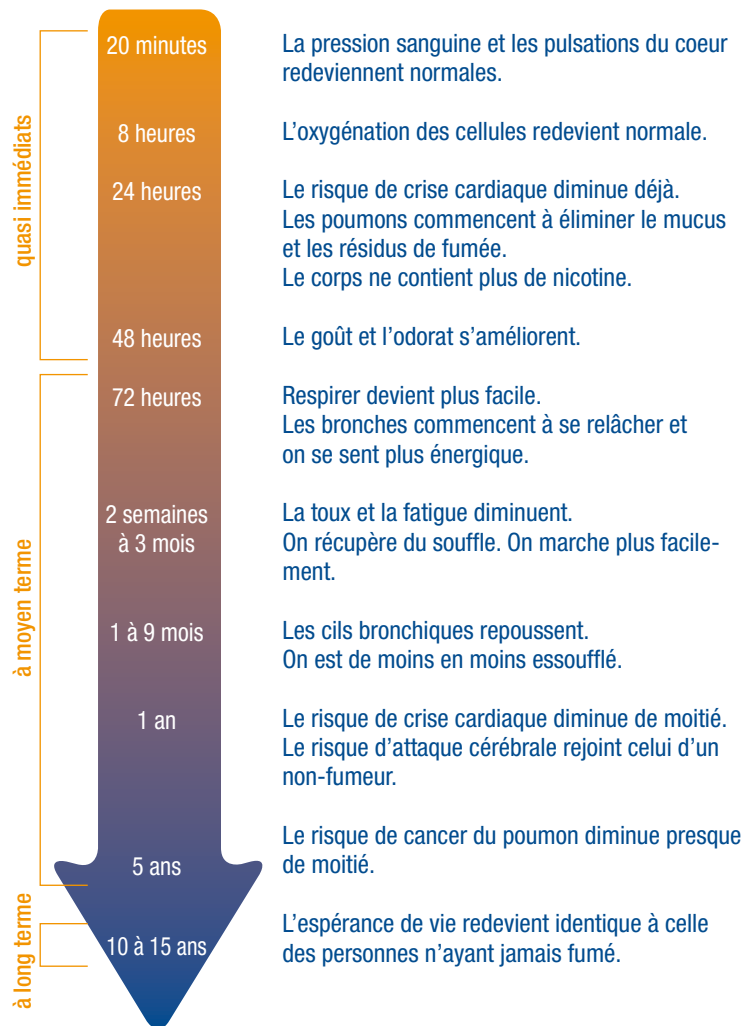 quasi immédiats
20 minutes
La pression sanguine et les pulsations du coeur
redeviennent normales.
8 heures
L’oxygénation des cellules redevient normale.
24 heures
Le risque de crise cardiaque diminue déjà.
Les poumons commencent à éliminer le mucus
et les résidus de fumée.
Le corps ne contient plus de nicotine.
48 heures
Le goût et l’odorat s’améliorent.
à moyen terme
72 heures
Respirer devient plus facile.
Les bronches commencent à se relâcher et
on se sent plus énergique.
2 semaines
à 3 mois
La toux et la fatigue diminuent.
On récupère du souffle. On marche plus facile-
ment.
1 à 9 mois
Les cils bronchiques repoussent.
On est de moins en moins essoufflé.
1 an
Le risque de crise cardiaque diminue de moitié.
Le risque d’attaque cérébrale rejoint celui d’un
non-fumeur.
5 ans
Le risque de cancer du poumon diminue presque
de moitié.
à long terme
10 à 15 ans
L’espérance de vie redevient identique à celle
des personnes n’ayant jamais fumé.